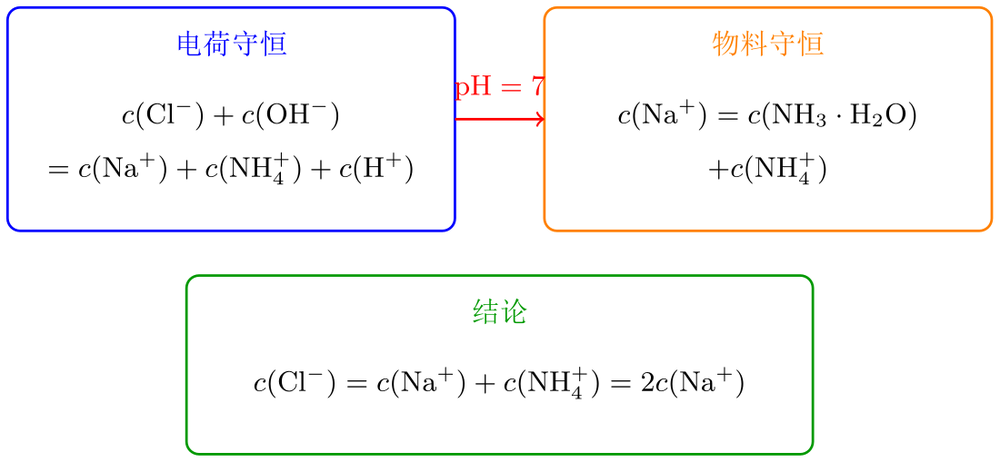 电荷守恒
c(Cl⁻) + c(OH⁻)
= c(Na⁺) + c(NH₄⁺) + c(H⁺)
pH = 7
物料守恒
c(Na⁺) = c(NH₃ · H₂O)
+c(NH₄⁺)
结论
c(Cl⁻) = c(Na⁺) + c(NH₄⁺) = 2c(Na⁺)